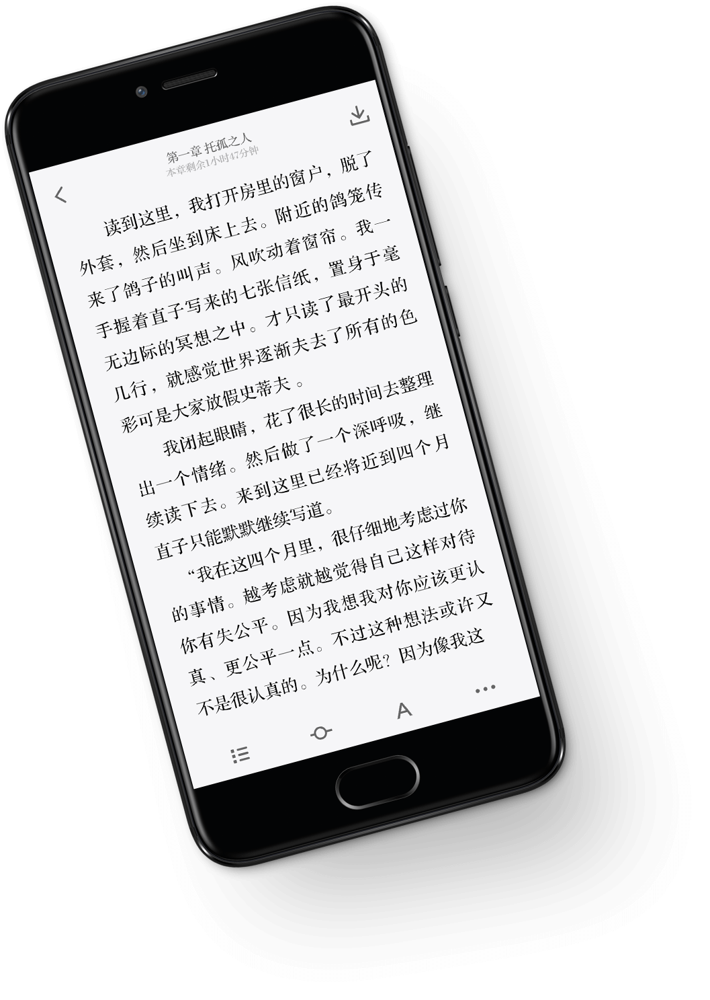 第一章 托孤之人
本章剩余1小时47分钟
读到这里，我打开房里的窗户，脱了
外套，然后坐到床上去。附近的鸽笼传
来了鸽子的叫声。风吹动着窗帘。我一
手握着直子写来的七张信纸，置身于毫
无边际的冥想之中。才只读了最开头的
几行，就感觉世界逐渐夫去了所有的色
彩可是大家放假史蒂夫 。
我闭起眼睛，花了很长的时间去整理
出一个情绪。然后做了一个深呼吸，继
续读下去。来到这里已经将近到四个月
直子只能默默继续写道。
“我在这四个月里，很仔细地考虑过你
的事情。越考虑就越觉得自己这样对待
你有失公平。因为我想我对你应该更认
真、更公平一点。不过这种想法或许又
不是很认真的。为什么呢？因为像我这
A